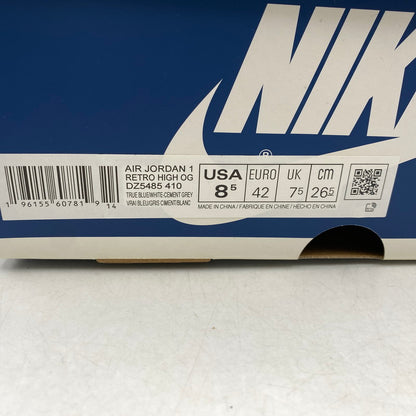 NIK
®
AIR JORDAN 1
RETRO HIGH OG
DZ5485 410
TRUE BLUE/WHITE-CEMENT GREY
VRAI BLEU/GRIS CIMENT/BLANC
USA 8.5
EURO 42
UK 7.5
cm 26.5
MADE IN CHINA / FABRIQUE EN CHINE / HECHO EN CHINA
1 96155 60781 9 14